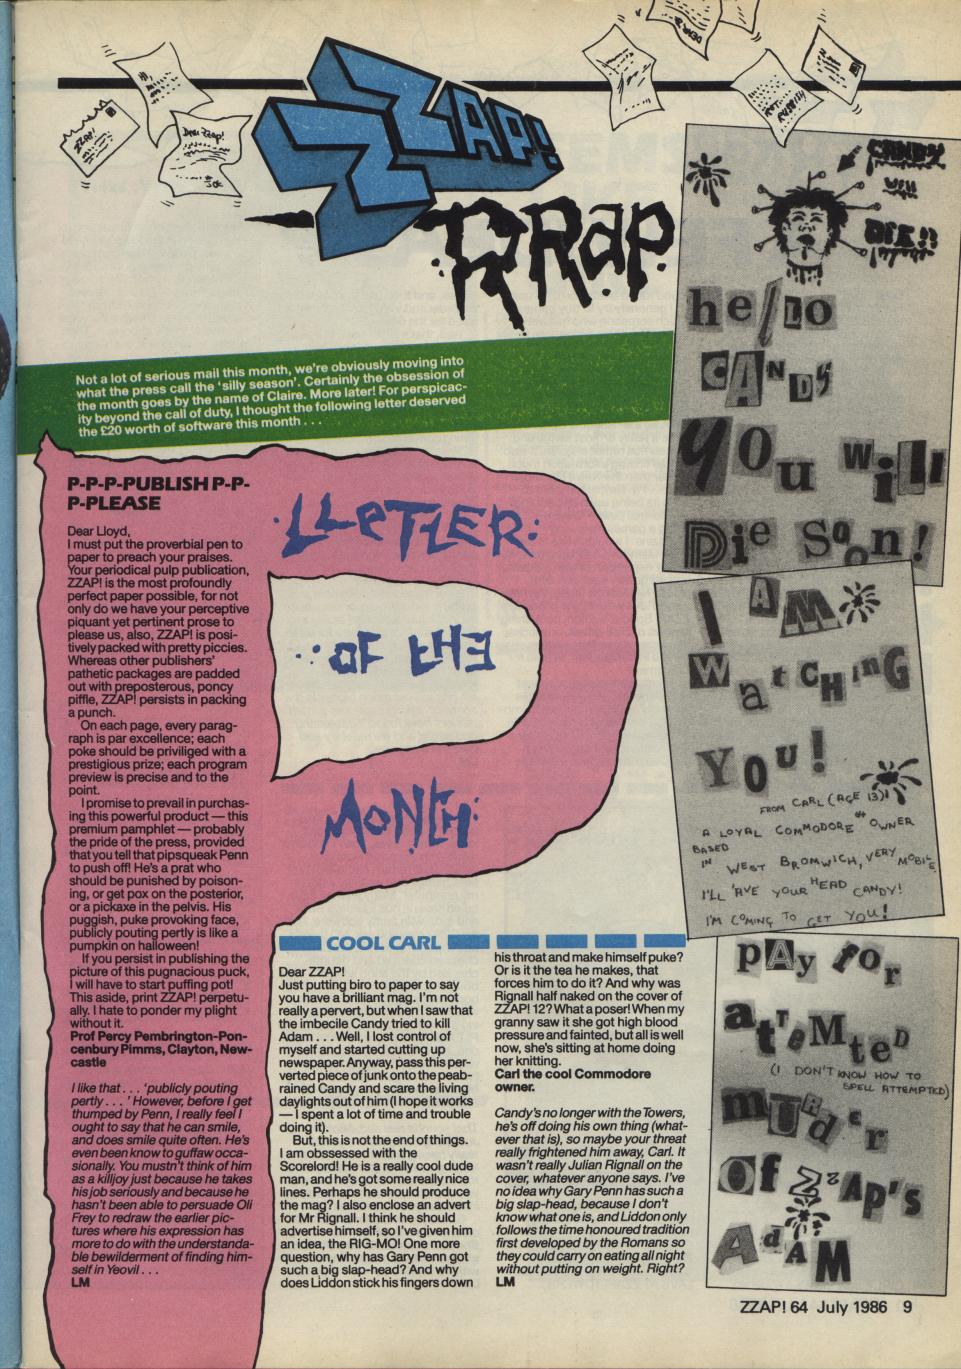 ZZAP!
RRAP
Not a lot of serious mail this month, we're obviously moving into
what the press call the 'silly season'. Certainly the obsession of
the month goes by the name of Claire. More later! For perspicac-
ity beyond the call of duty, I thought the following letter deserved
the £20 worth of software this month . . .
LLETTER
OF THE
MONTH
P-P-P-PUBLISH P-P-
P-PLEASE
Dear Lloyd,
I must put the proverbial pen to
paper to preach your praises.
Your periodical pulp publication,
ZZAP! is the most profoundly
perfect paper possible, for not
only do we have your perceptive
piquant yet pertinent prose to
please us, also, ZZAP! is posi-
tively packed with pretty piccies.
Whereas other publishers'
pathetic packages are padded
out with preposterous, poncy
piffle, ZZAP! persists in packing
a punch.
On each page, every parag-
raph is par excellence; each
poke should be priviliged with a
prestigious prize; each program
preview is precise and to the
point.
I promise to prevail in purchas-
ing this powerful product — this
premium pamphlet — probably
the pride of the press, provided
that you tell that pipsqueak Penn
to push off! He's a prat who
should be punished by poison-
ing, or get pox on the posterior,
or a pickaxe in the pelvis. His
puggish, puke provoking face,
publicly pouting pertly is like a
pumpkin on halloween!
If you persist in publishing the
picture of this pugnacious puck,
I will have to start puffing pot!
This aside, print ZZAP! perpetu-
ally. I hate to ponder my plight
without it.
Prof Percy Pembrington-Pon-
cenbury Pimms, Clayton, New-
castle
I like that . . . 'publicly pouting
pertly . . . ' However, before I get
thumped by Penn, I really feel I
ought to say that he can smile,
and does smile quite often. He's
even been know to guffaw occa-
sionally. You mustn't think of him
as a killjoy just because he takes
his job seriously and because he
hasn't been able to persuade Oli
Frey to redraw the earlier pic-
tures where his expression has
more to do with the understanda-
ble bewilderment of finding him-
self in Yeovil . . .
LM
COOL CARL
Dear ZZAP!
Just putting biro to paper to say
you have a brilliant mag. I'm not
really a pervert, but when I saw that
the imbecile Candy tried to kill
Adam . . . Well, I lost control of
myself and started cutting up
newspaper. Anyway, pass this per-
verted piece of junk onto the peab-
rained Candy and scare the living
daylights out of him (I hope it works
— I spent a lot of time and trouble
doing it).
But, this is not the end of things.
I am obssessed with the
Scorelord! He is a really cool dude
man, and he's got some really nice
lines. Perhaps he should produce
the mag? I also enclose an advert
for Mr Rignall. I think he should
advertise himself, so I've given him
an idea, the RIG-MO! One more
question, why has Gary Penn got
such a big slap-head? And why
does Liddon stick his fingers down
his throat and make himself puke?
Or is it the tea he makes, that
forces him to do it? And why was
Rignall half naked on the cover of
ZZAP! 12? What a poser! When my
granny saw it she got high blood
pressure and fainted, but all is well
now, she's sitting at home doing
her knitting.
Carl the cool Commodore
owner.
Candy's no longer with the Towers,
he's off doing his own thing (what-
ever that is), so maybe your threat
really frightened him away, Carl. It
wasn't really Julian Rignall on the
cover, whatever anyone says. I've
no idea why Gary Penn has such a
big slap-head, because I don't
know what one is, and Liddon only
follows the time honoured tradition
first developed by the Romans so
they could carry on eating all night
without putting on weight. Right?
LM
CANDY
WILL
DIE!!
hello
CANDY
You will
Die Soon!
I AM
WatCHinG
YOU!
FROM CARL (AGE 13)!
A LOYAL COMMODORE 64 OWNER
BASED
IN WEST BROMWICH, VERY MOBILE
I'LL 'AVE YOUR HEAD CANDY!
I'M COMING TO GET YOU!
pAy for
atTeMteD
(I DON'T KNOW HOW TO
SPELL ATTEMPTED)
mURder
Of ZZAP's
AdAM
ZZAP! 64 July 1986 9